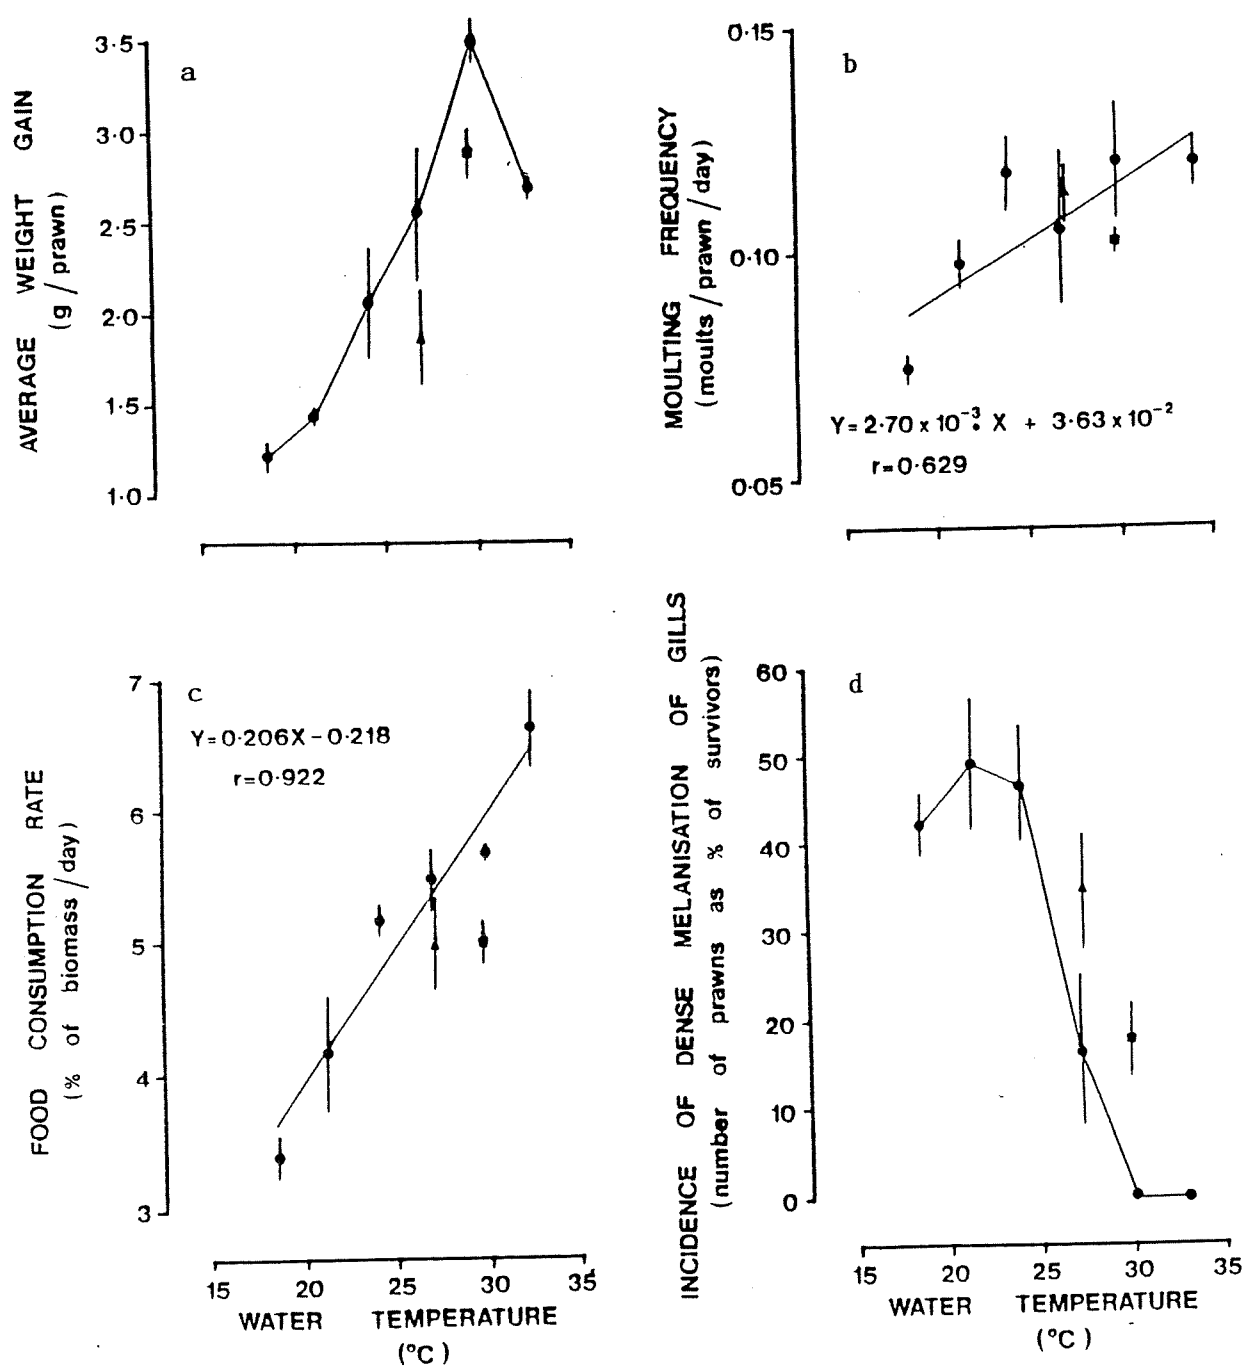 a
AVERAGE WEIGHT GAIN
(g / prawn)
3·5
3·0
2·5
2·0
1·5
1·0
b
MOULTING FREQUENCY
(moults / prawn / day)
0·15
0·10
0·05
Y=2·70 x 10⁻³· X + 3·63 x 10⁻²
r=0·629
c
FOOD CONSUMPTION RATE
(% of biomass / day)
7
6
5
4
3
Y=0·206X-0·218
r=0·922
15 20 25 30 35
WATER TEMPERATURE
(°C)
d
INCIDENCE OF DENSE MELANISATION OF GILLS
(number of prawns as % of survivors)
60
50
40
30
20
10
0
15 20 25 30 35
WATER TEMPERATURE
(°C)